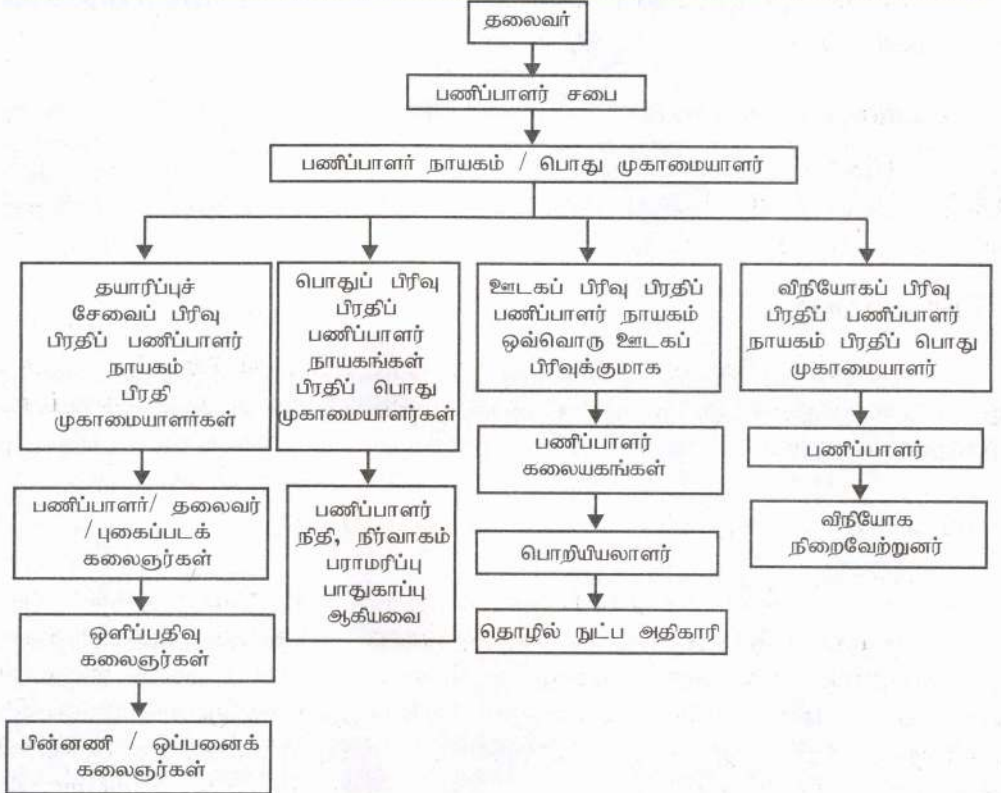 தலைவர்
பணிப்பாளர் சபை
பணிப்பாளர் நாயகம் / பொது முகாமையாளர்
தயாரிப்புச்
சேவைப் பிரிவு
பிரதிப் பணிப்பாளர்
நாயகம்
பிரதி
முகாமையாளர்கள்
பணிப்பாளர்/ தலைவர்
/புகைப்படக்
கலைஞர்கள்
ஒளிப்பதிவு
கலைஞர்கள்
பின்னணி / ஒப்பனைக்
கலைஞர்கள்
பொதுப் பிரிவு
பிரதிப்
பணிப்பாளர்
நாயகங்கள்
பிரதிப் பொது
முகாமையாளர்கள்
பணிப்பாளர்
நிதி, நிர்வாகம்
பராமரிப்பு
பாதுகாப்பு
ஆகியவை
ஊடகப் பிரிவு பிரதிப்
பணிப்பாளர் நாயகம்
ஒவ்வொரு ஊடகப்
பிரிவுக்குமாக
பணிப்பாளர்
கலையகங்கள்
பொறியியலாளர்
தொழில் நுட்ப அதிகாரி
விநியோகப் பிரிவு
பிரதிப் பணிப்பாளர்
நாயகம் பிரதிப் பொது
முகாமையாளர்
பணிப்பாளர்
விநியோக
நிறைவேற்றுனர்